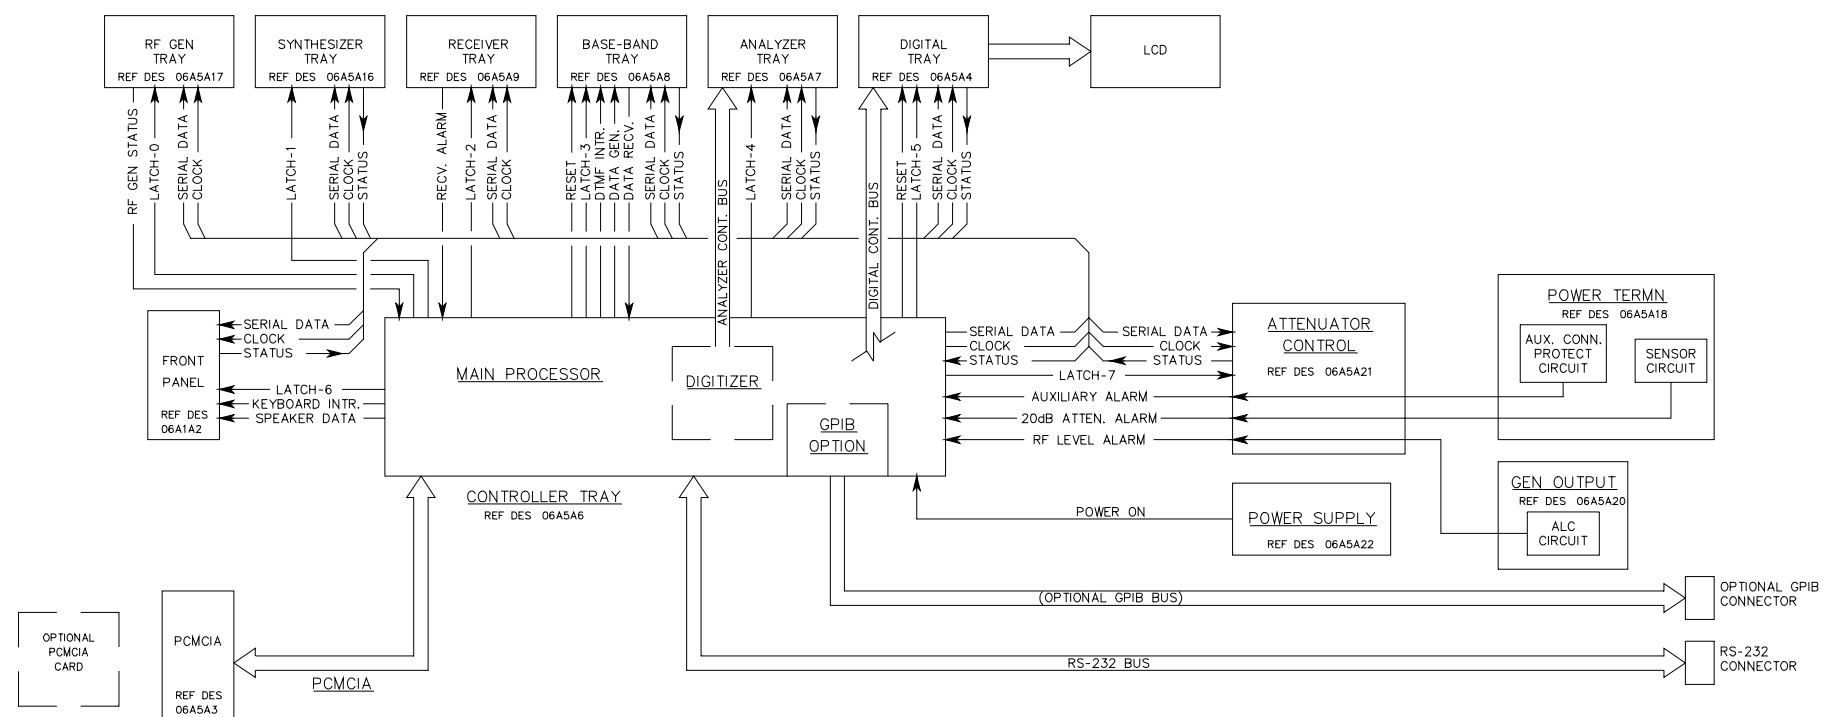 RF GEN
TRAY
REF DES 06A5A17
SYNTHESIZER
TRAY
REF DES 06A5A16
RECEIVER
TRAY
REF DES 06A5A9
BASE-BAND
TRAY
REF DES 06A5A8
ANALYZER
TRAY
REF DES 06A5A7
DIGITAL
TRAY
REF DES 06A5A4
LCD
RF GEN STATUS
LATCH-0
SERIAL DATA
CLOCK
LATCH-1
SERIAL DATA
CLOCK
STATUS
RECV. ALARM
LATCH-2
SERIAL DATA
CLOCK
RESET
LATCH-3
DTMF INTR.
DATA GEN.
DATA RECV.
SERIAL DATA
CLOCK
STATUS
ANALYZER CONT. BUS
LATCH-4
SERIAL DATA
CLOCK
STATUS
DIGITAL CONT. BUS
RESET
LATCH-5
SERIAL DATA
CLOCK
STATUS
FRONT
PANEL
REF DES
06A1A2
SERIAL DATA
CLOCK
STATUS
LATCH-6
KEYBOARD INTR.
SPEAKER DATA
MAIN PROCESSOR
DIGITIZER
GPIB
OPTION
CONTROLLER TRAY
REF DES 06A5A6
SERIAL DATA
CLOCK
STATUS
SERIAL DATA
CLOCK
STATUS
LATCH-7
AUXILIARY ALARM
20dB ATTEN. ALARM
RF LEVEL ALARM
ATTENUATOR
CONTROL
REF DES 06A5A21
POWER TERMN
REF DES 06A5A18
AUX. CONN.
PROTECT
CIRCUIT
SENSOR
CIRCUIT
GEN OUTPUT
REF DES 06A5A20
ALC
CIRCUIT
POWER ON
POWER SUPPLY
REF DES 06A5A22
(OPTIONAL GPIB BUS)
OPTIONAL GPIB
CONNECTOR
RS-232 BUS
RS-232
CONNECTOR
OPTIONAL
PCMCIA
CARD
PCMCIA
REF DES
06A5A3
PCMCIA